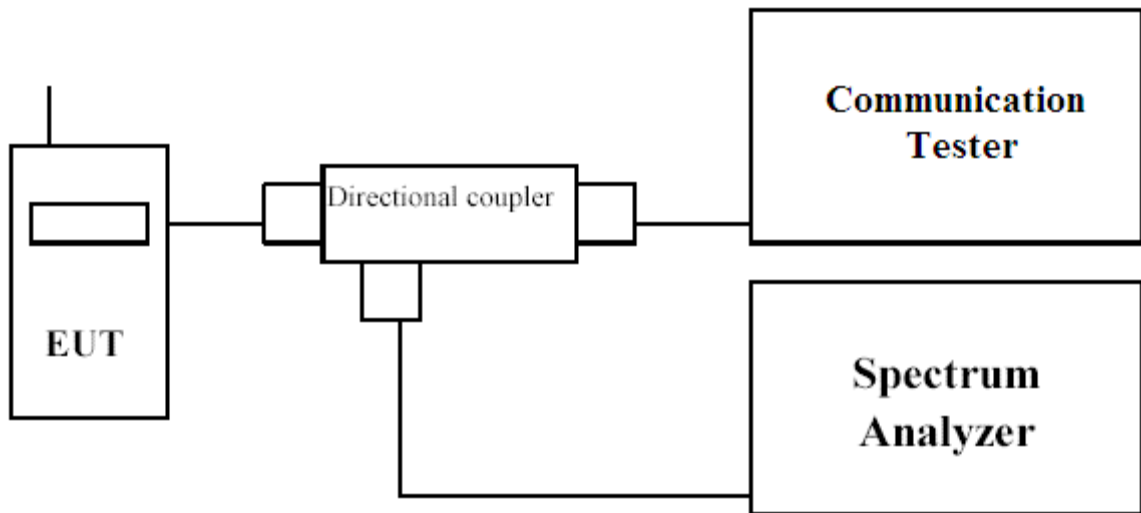 Communication
Tester
Directional coupler
EUT
Spectrum
Analyzer